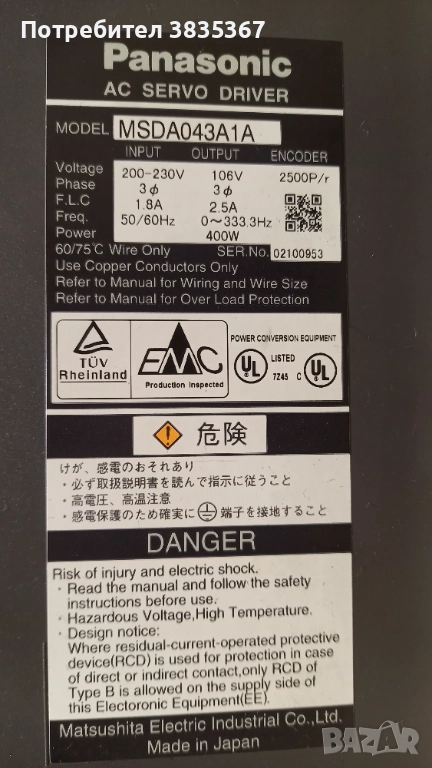 Потребител 3835367
Panasonic
AC SERVO DRIVER
MODEL MSDA043A1A
INPUT OUTPUT ENCODER
Voltage 200-230V 106V 2500P/r
Phase 3ϕ 3ϕ
F.L.C 1.8A 2.5A
Freq. 50/60Hz 0～333.3Hz
Power 400W
60/75℃ Wire Only SER.No. 02100953
Use Copper Conductors Only
Refer to Manual for Wiring and Wire Size
Refer to Manual for Over Load Protection
TÜV
Rheinland
EMC
Production Inspected
POWER CONVERSION EQUIPMENT
UL LISTED UL
7Z45 C
危険
けが、感電のおそれあり
・必ず取扱説明書を読んで指示に従うこと
・高電圧、高温注意
・感電保護のため確実に端子を接地すること
DANGER
Risk of injury and electric shock.
・Read the manual and follow the safety
instructions before use.
・Hazardous Voltage,High Temperature.
・Design notice:
Where residual-current-operated protective
device(RCD) is used for protection in case
of direct or indirect contact,only RCD of
Type B is allowed on the supply side of
this Electoronic Equipment(EE).
Matsushita Electric Industrial Co.,Ltd.
Made in Japan
BAZAR